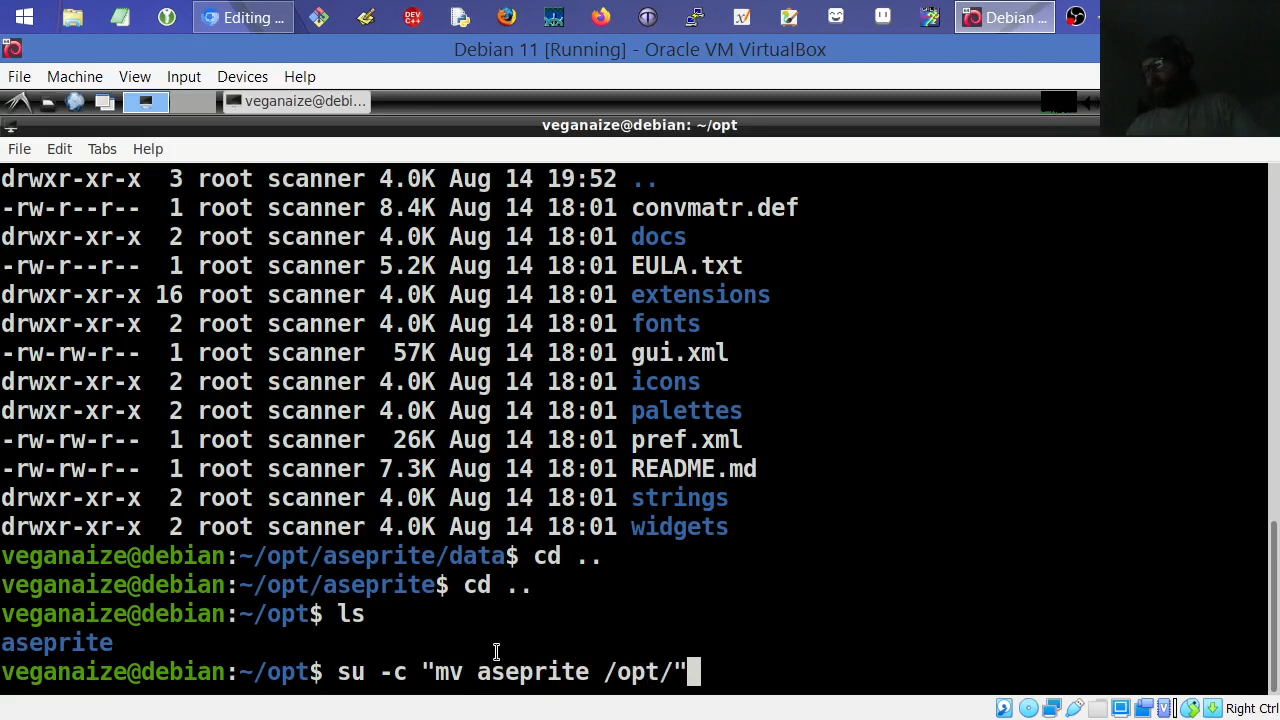 Editing ...
DEV C++
Debian ...
Debian 11 [Running] - Oracle VM VirtualBox
File Machine View Input Devices Help
veganaize@debi...
veganaize@debian: ~/opt
File Edit Tabs Help
drwxr-xr-x  3 root scanner 4.0K Aug 14 19:52 ..
-rw-r--r--  1 root scanner 8.4K Aug 14 18:01 convmatr.def
drwxr-xr-x  2 root scanner 4.0K Aug 14 18:01 docs
-rw-r--r--  1 root scanner 5.2K Aug 14 18:01 EULA.txt
drwxr-xr-x 16 root scanner 4.0K Aug 14 18:01 extensions
drwxr-xr-x  2 root scanner 4.0K Aug 14 18:01 fonts
-rw-rw-r--  1 root scanner  57K Aug 14 18:01 gui.xml
drwxr-xr-x  2 root scanner 4.0K Aug 14 18:01 icons
drwxr-xr-x  2 root scanner 4.0K Aug 14 18:01 palettes
-rw-rw-r--  1 root scanner  26K Aug 14 18:01 pref.xml
-rw-rw-r--  1 root scanner 7.3K Aug 14 18:01 README.md
drwxr-xr-x  2 root scanner 4.0K Aug 14 18:01 strings
drwxr-xr-x  2 root scanner 4.0K Aug 14 18:01 widgets
veganaize@debian:~/opt/aseprite/data$ cd ..
veganaize@debian:~/opt/aseprite$ cd ..
veganaize@debian:~/opt$ ls
aseprite
veganaize@debian:~/opt$ su -c "mv aseprite /opt/"
Right Ctrl